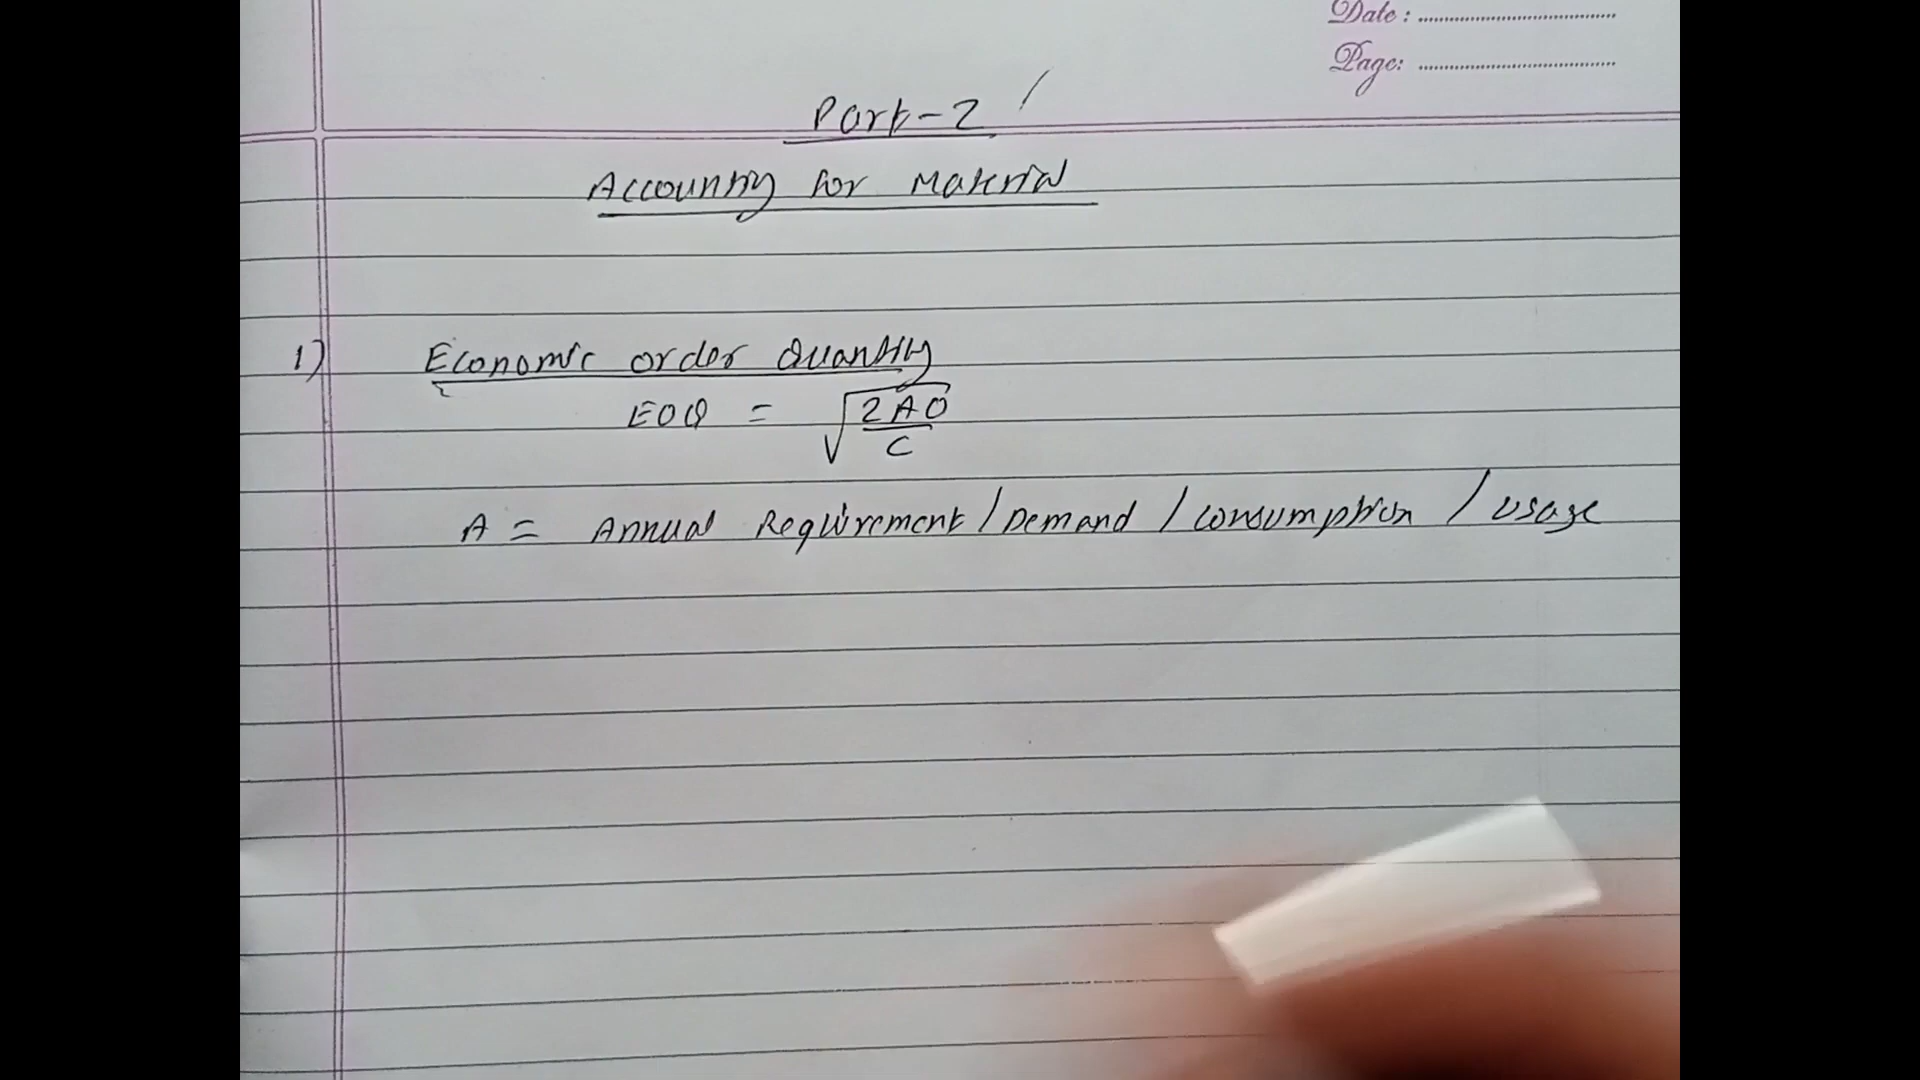 Date :
Page:
Part-2
Accounting for Material
1) Economic order Quantity
EOQ = √2AO/C
A = Annual Requirement / Demand / consumption / usage